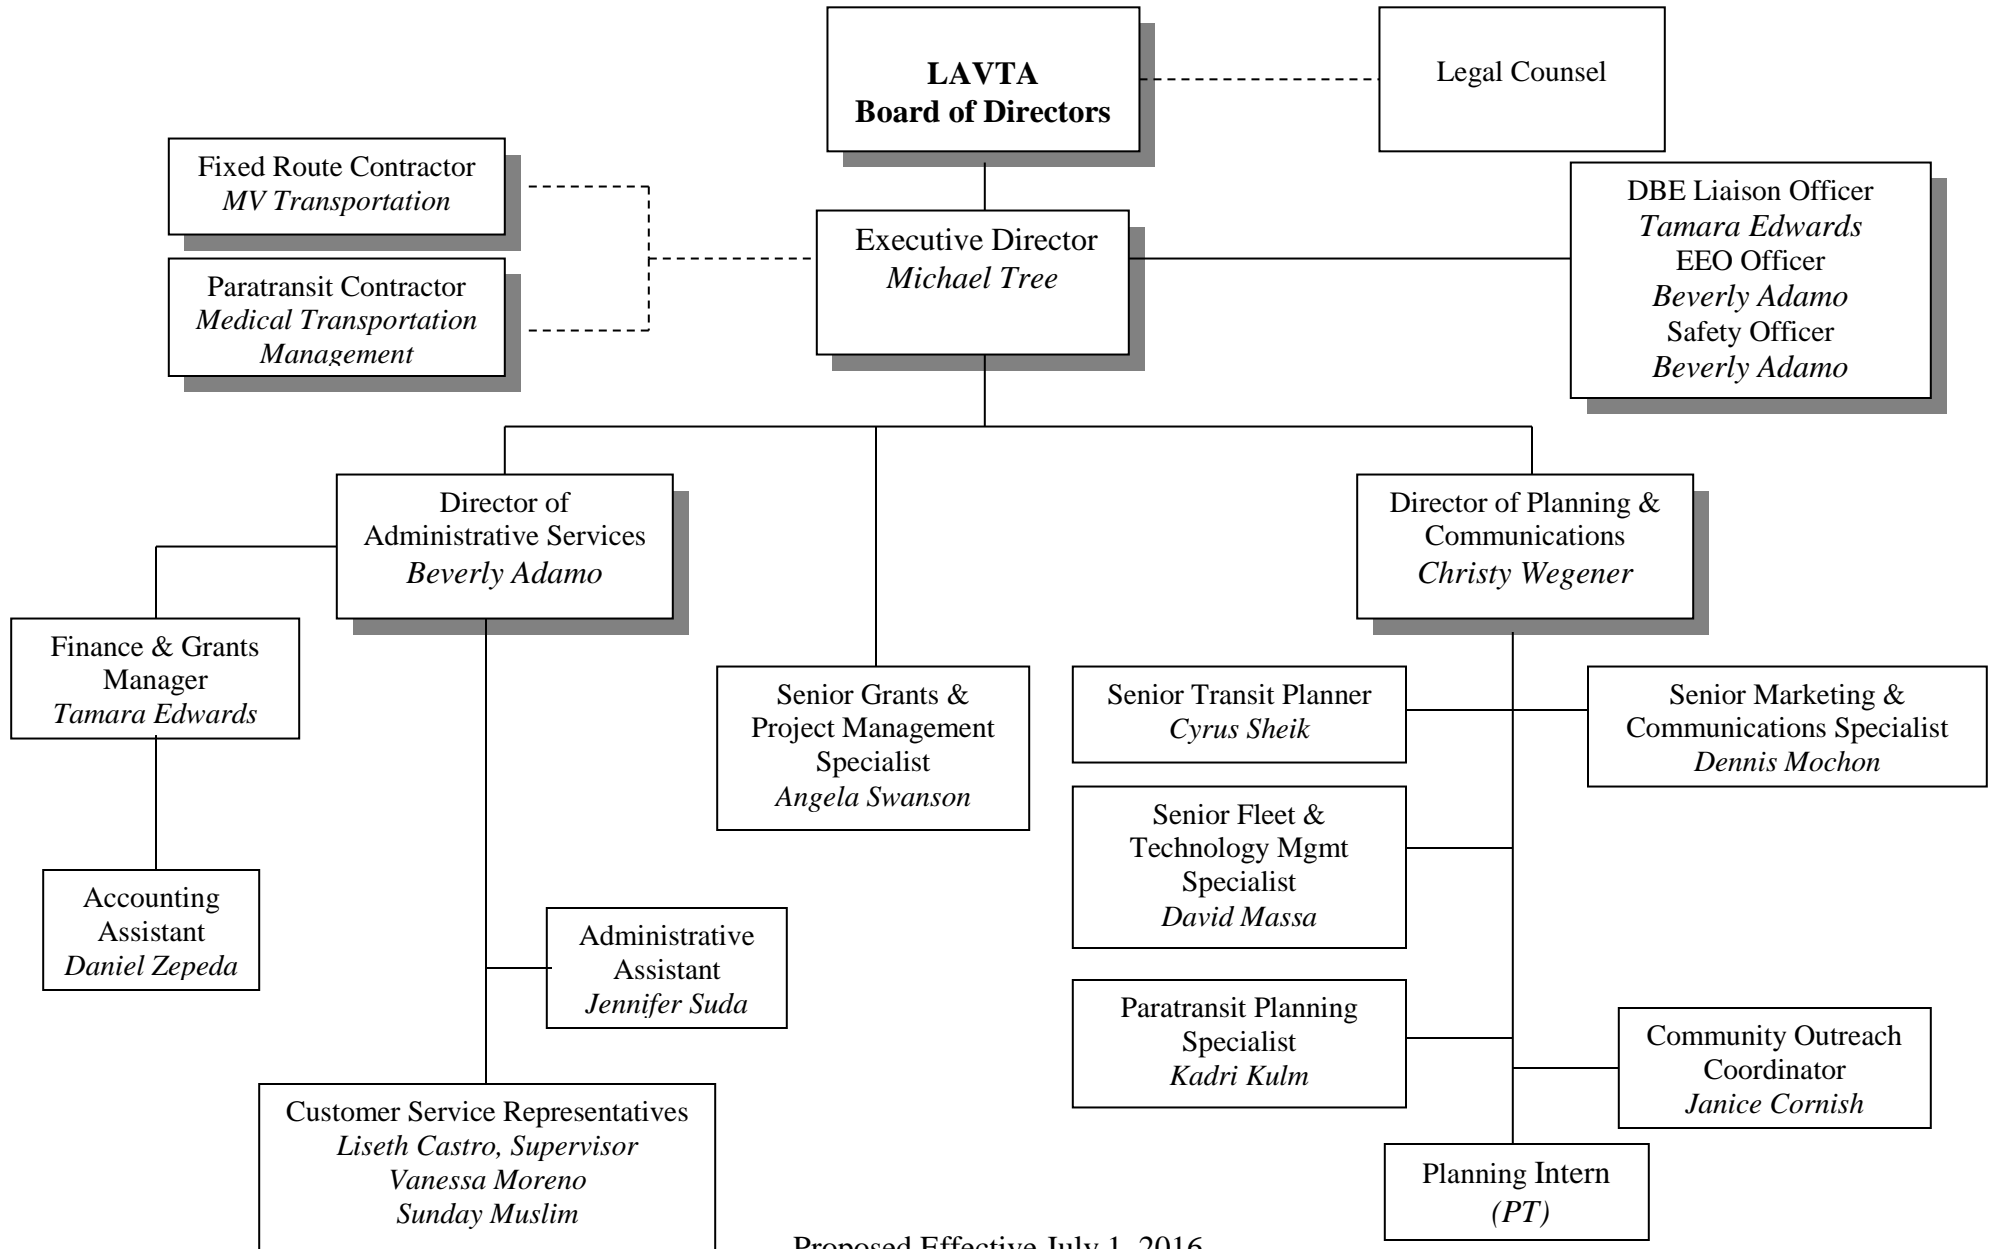 LAVTA
Board of Directors
Legal Counsel
Fixed Route Contractor
MV Transportation
Paratransit Contractor
Medical Transportation
Management
Executive Director
Michael Tree
DBE Liaison Officer
Tamara Edwards
EEO Officer
Beverly Adamo
Safety Officer
Beverly Adamo
Director of
Administrative Services
Beverly Adamo
Director of Planning &
Communications
Christy Wegener
Finance & Grants
Manager
Tamara Edwards
Senior Grants &
Project Management
Specialist
Angela Swanson
Senior Transit Planner
Cyrus Sheik
Senior Marketing &
Communications Specialist
Dennis Mochon
Senior Fleet &
Technology Mgmt
Specialist
David Massa
Accounting
Assistant
Daniel Zepeda
Administrative
Assistant
Jennifer Suda
Paratransit Planning
Specialist
Kadri Kulm
Community Outreach
Coordinator
Janice Cornish
Customer Service Representatives
Liseth Castro, Supervisor
Vanessa Moreno
Sunday Muslim
Planning Intern
(PT)
Proposed Effective July 1, 2016